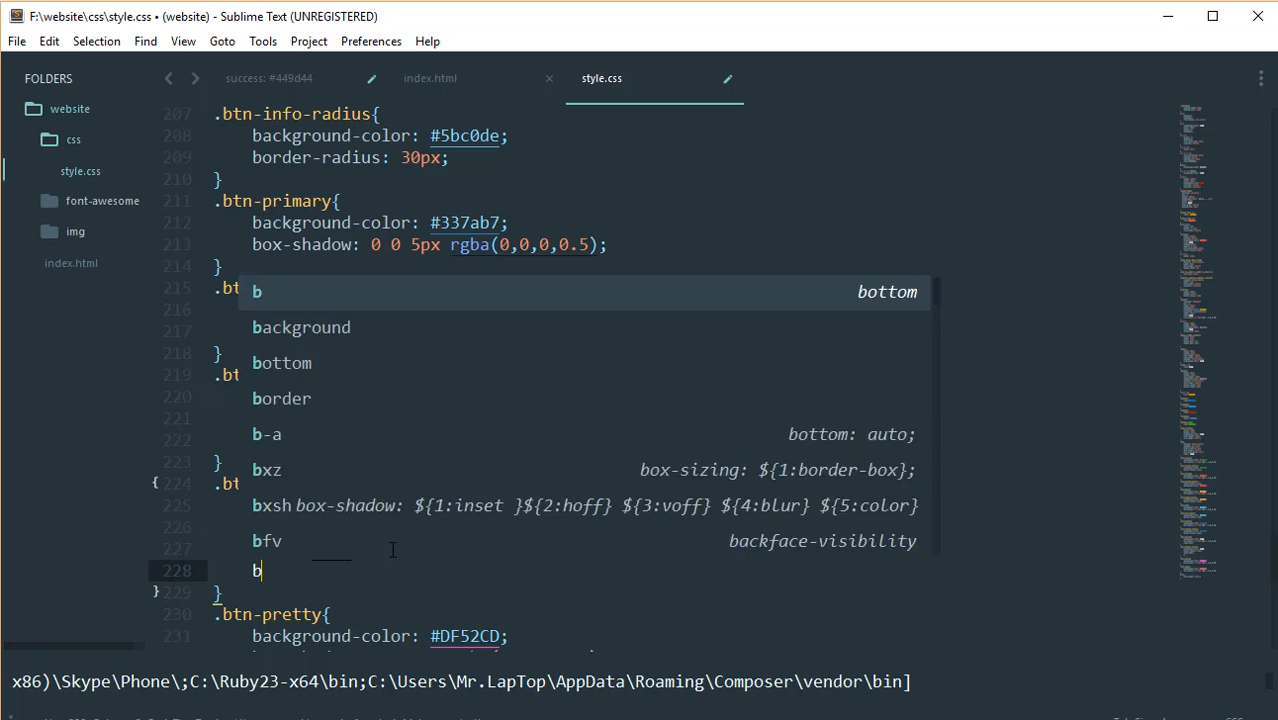 F:\website\css\style.css • (website) - Sublime Text (UNREGISTERED)
File Edit Selection Find View Goto Tools Project Preferences Help
FOLDERS
website
css
style.css
font-awesome
img
index.html
success: #449d44 index.html style.css
207 .btn-info-radius{
208 background-color: #5bc0de;
209 border-radius: 30px;
210 }
211 .btn-primary{
212 background-color: #337ab7;
213 box-shadow: 0 0 5px rgba(0,0,0,0.5);
214 }
215 .bt
216
217
218 }
219 .bt
220
221
222
223 }
224 .bt
225
226
227
228 b
229 }
230 .btn-pretty{
231 background-color: #DF52CD;
b bottom
background
bottom
border
b-a bottom: auto;
bxz box-sizing: ${1:border-box};
bxsh box-shadow: ${1:inset }${2:hoff} ${3:voff} ${4:blur} ${5:color}
bfv backface-visibility
x86)\Skype\Phone\;C:\Ruby23-x64\bin;C:\Users\Mr.LapTop\AppData\Roaming\Composer\vendor\bin]